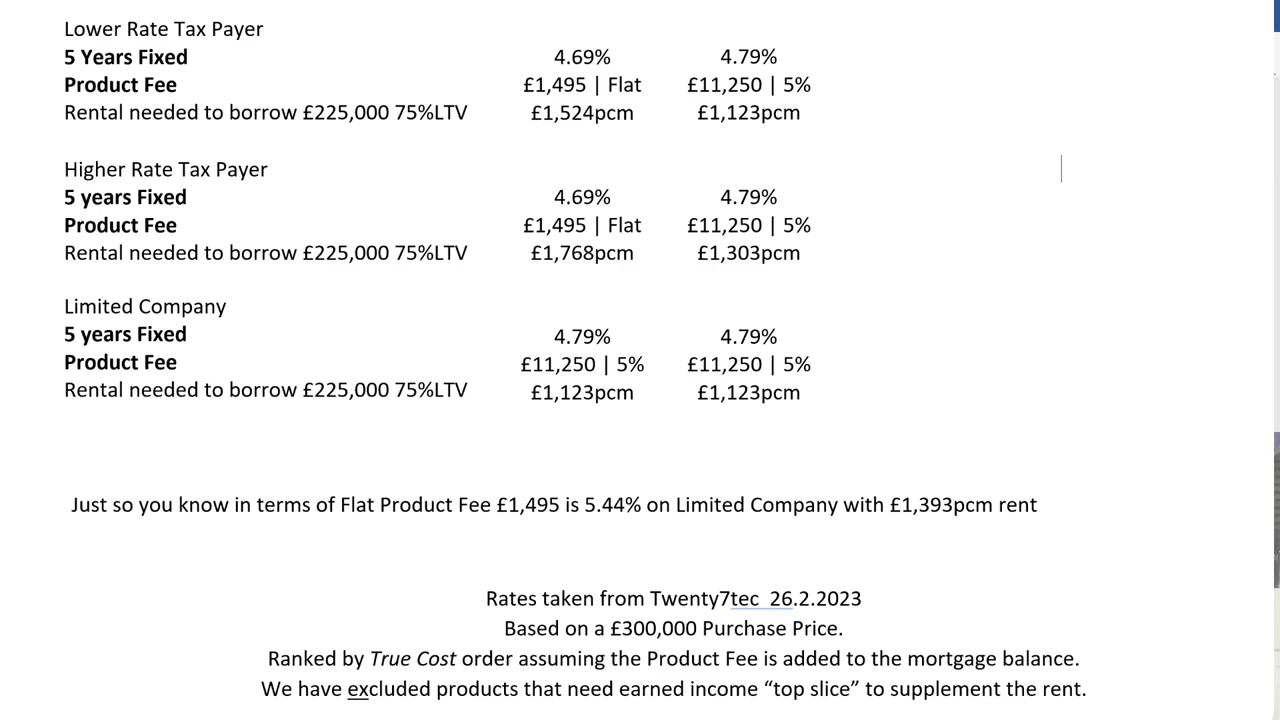 Lower Rate Tax Payer
5 Years Fixed 4.69% 4.79%
Product Fee £1,495 | Flat £11,250 | 5%
Rental needed to borrow £225,000 75%LTV £1,524pcm £1,123pcm
Higher Rate Tax Payer
5 years Fixed 4.69% 4.79%
Product Fee £1,495 | Flat £11,250 | 5%
Rental needed to borrow £225,000 75%LTV £1,768pcm £1,303pcm
Limited Company
5 years Fixed 4.79% 4.79%
Product Fee £11,250 | 5% £11,250 | 5%
Rental needed to borrow £225,000 75%LTV £1,123pcm £1,123pcm
Just so you know in terms of Flat Product Fee £1,495 is 5.44% on Limited Company with £1,393pcm rent
Rates taken from Twenty7tec 26.2.2023
Based on a £300,000 Purchase Price.
Ranked by True Cost order assuming the Product Fee is added to the mortgage balance.
We have excluded products that need earned income “top slice” to supplement the rent.